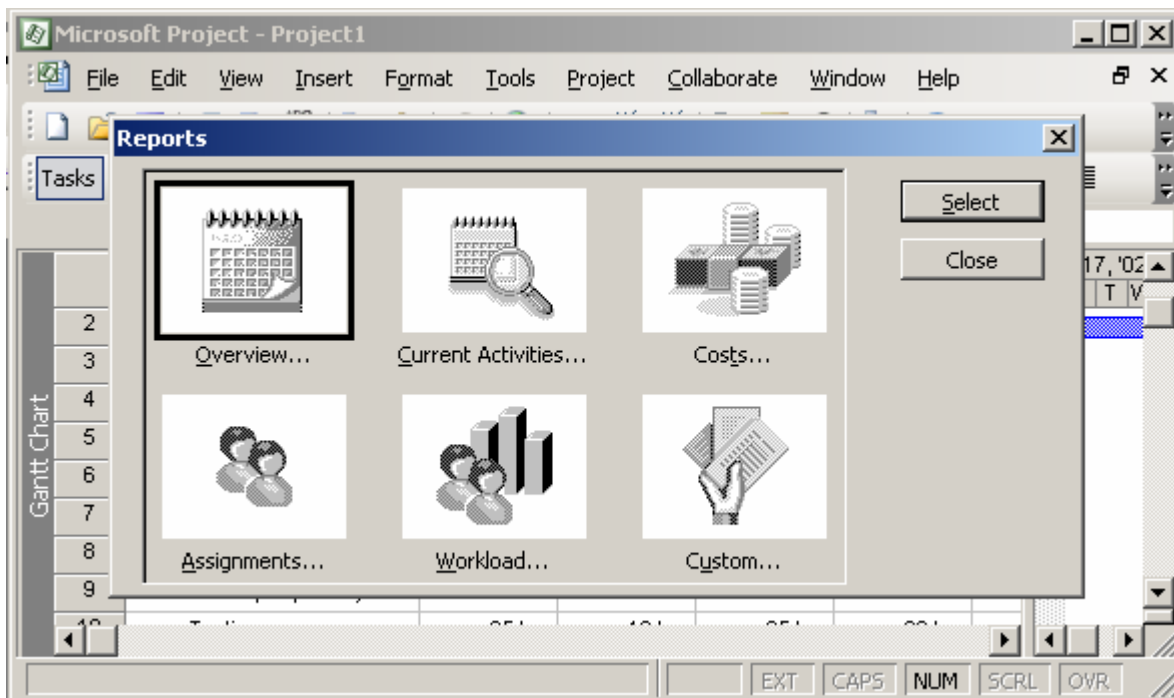 Microsoft Project - Project1
File Edit View Insert Format Tools Project Collaborate Window Help
Reports
Tasks
Select
Close
17, '02
T
Overview...
Current Activities...
Costs...
Assignments...
Workload...
Custom...
Gantt Chart
2
3
4
5
6
7
8
9
EXT CAPS NUM SCRL OVR